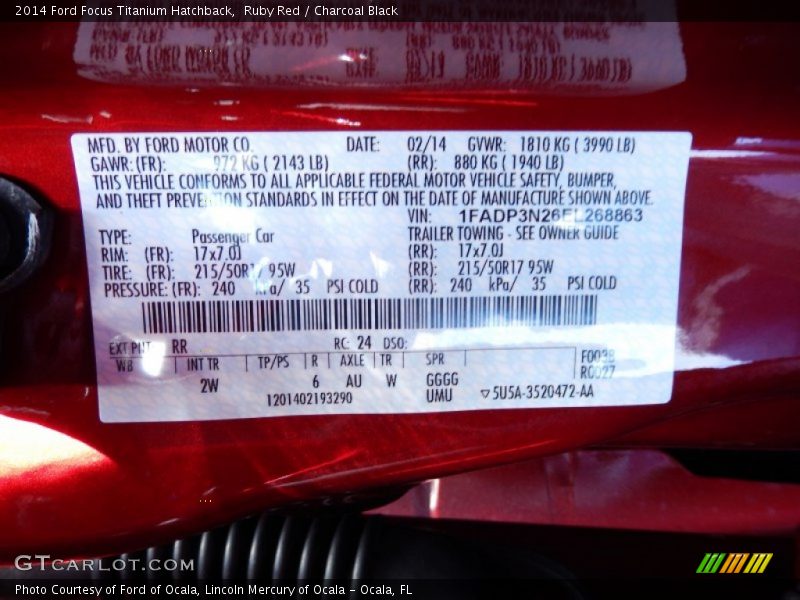 2014 Ford Focus Titanium Hatchback,  Ruby Red / Charcoal Black
MFD. BY FORD MOTOR CO. DATE: 02/14 GVWR: 1810 KG ( 3990 LB)
GAWR: (FR): 972 KG ( 2143 LB) (RR): 880 KG ( 1940 LB)
THIS VEHICLE CONFORMS TO ALL APPLICABLE FEDERAL MOTOR VEHICLE SAFETY, BUMPER,
AND THEFT PREVENTION STANDARDS IN EFFECT ON THE DATE OF MANUFACTURE SHOWN ABOVE.
VIN: 1FADP3N26EL268863
TYPE: Passenger Car TRAILER TOWING - SEE OWNER GUIDE
RIM: (FR): 17x7.0J (RR): 17x7.0J
TIRE: (FR): 215/50R17 95W (RR): 215/50R17 95W
PRESSURE: (FR): 240 kPa/ 35 PSI COLD (RR): 240 kPa/ 35 PSI COLD
EXT PNT: RR RC: 24 DSO:
WB INT TR TP/PS R AXLE TR SPR F0038
R0027
2W 6 AU W GGGG
1201402193290 UMU ▽5U5A-3520472-AA
GTCARLOT.COM
Photo Courtesy of Ford of Ocala, Lincoln Mercury of Ocala - Ocala, FL